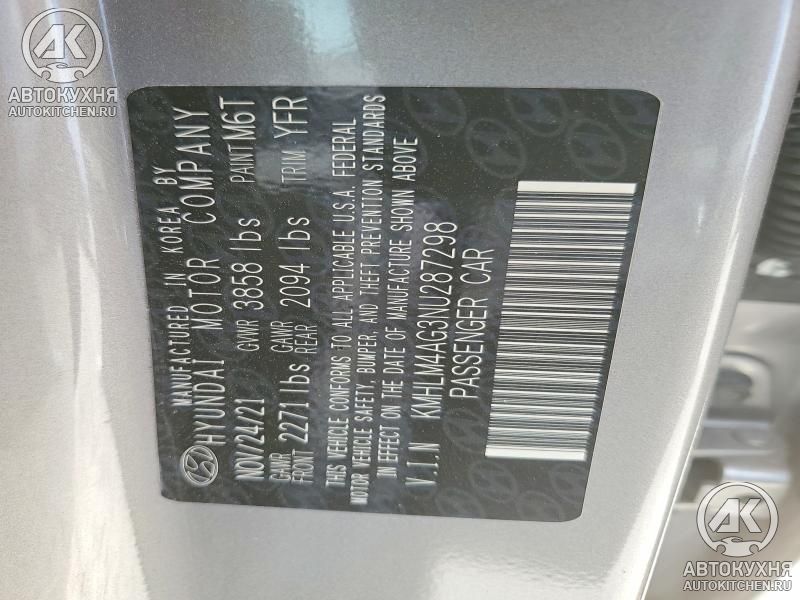 АВТОКУХНЯ
AUTOKITCHEN.RU
MANUFACTURED IN KOREA BY
HYUNDAI MOTOR COMPANY
NOV/24/21 GVWR 3858 lbs PAINT M6T
GAWR FRONT 2271 lbs GAWR REAR 2094 lbs TRIM YFR
THIS VEHICLE CONFORMS TO ALL APPLICABLE U.S.A. FEDERAL
MOTOR VEHICLE SAFETY, BUMPER, AND THEFT PREVENTION STANDARDS
IN EFFECT ON THE DATE OF MANUFACTURE SHOWN ABOVE
V.I.N KMHLM4AG3NU287298
PASSENGER CAR
АВТОКУХНЯ
AUTOKITCHEN.RU